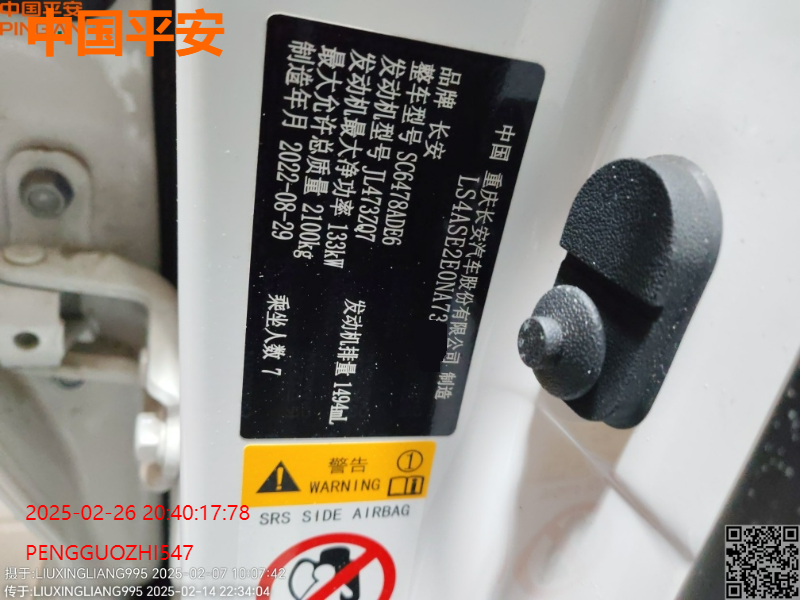 中国平安
中国平安
中国 重庆长安汽车股份有限公司 制造
LS4ASE2E0NA73
品牌 长安
整车型号 SC6478ADE6
发动机型号 JL473ZQ7
发动机最大净功率 133kW 发动机排量 1494mL
最大允许总质量 2100kg
制造年月 2022-08-29 乘坐人数 7
警告 ①
WARNING
SRS SIDE AIRBAG
2025-02-26 20:40:17:78
PENGGUOZHI547
摄于:LIUXINGLIANG995 2025-02-07 10:07:42
传于:LIUXINGLIANG995 2025-02-14 22:34:04